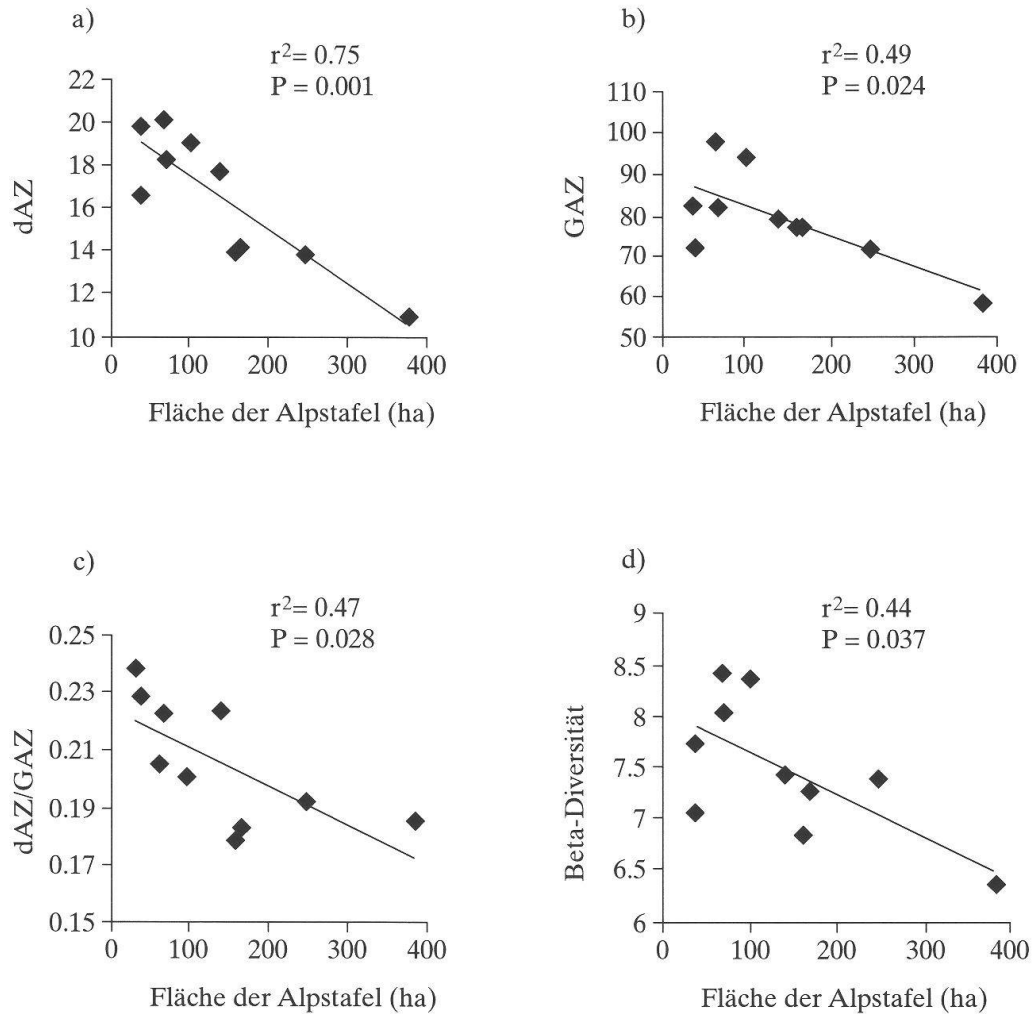 a)
r²= 0.75
P = 0.001
22
20
18
16
14
12
10
dAZ
0 100 200 300 400
Fläche der Alpstafel (ha)
b)
r²= 0.49
P = 0.024
110
100
90
80
70
60
50
GAZ
0 100 200 300 400
Fläche der Alpstafel (ha)
c)
r²= 0.47
P = 0.028
0.25
0.23
0.21
0.19
0.17
0.15
dAZ/GAZ
0 100 200 300 400
Fläche der Alpstafel (ha)
d)
r²= 0.44
P = 0.037
9
8.5
8
7.5
7
6.5
6
Beta-Diversität
0 100 200 300 400
Fläche der Alpstafel (ha)